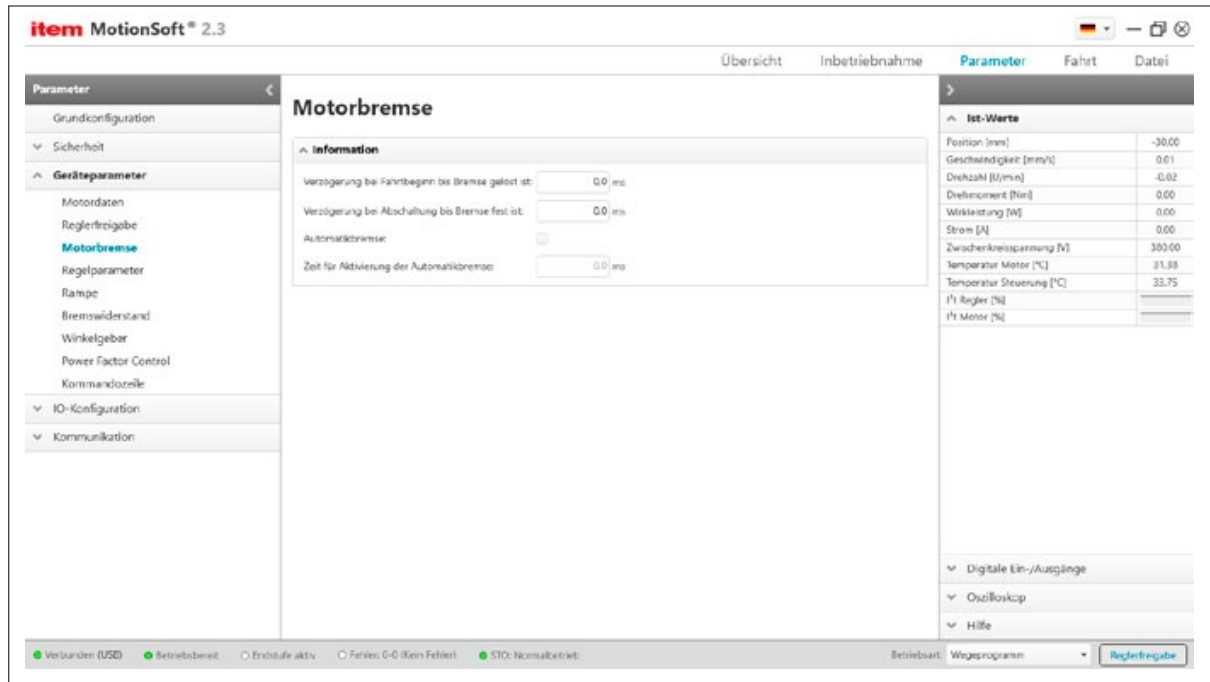 item MotionSoft® 2.3
Übersicht Inbetriebnahme Parameter Fahrt Datei
Parameter
Grundkonfiguration
Sicherheit
Geräteparameter
Motordaten
Reglerfreigabe
Motorbremse
Regelparameter
Rampe
Bremswiderstand
Winkelgeber
Power Factor Control
Kommandozeile
IO-Konfiguration
Kommunikation
Motorbremse
Information
Verzögerung bei Fahrtbeginn bis Bremse gelöst ist: 0.0 ms
Verzögerung bei Abschaltung bis Bremse fest ist: 0.0 ms
Automatikbremse:
Zeit für Aktivierung der Automatikbremse: 0.0 ms
Ist-Werte
Position [mm] -30.00
Geschwindigkeit [mm/s] 0.01
Drehzahl [U/min] -0.02
Drehmoment [Nm] 0.00
Wirkleistung [W] 0.00
Strom [A] 0.00
Zwischenkreisspannung [V] 380.00
Temperatur Motor [°C]
Temperatur Steuerung [°C] 33.75
I²t Regler [%]
I²t Motor [%]
Digitale Ein-/Ausgänge
Oszilloskop
Hilfe
Verbunden (USB) Betriebsbereit Endstufe aktiv Fehler: 0-0 (Kein Fehler) STO: Normalbetrieb Betriebsart: Wegeprogramm Reglerfreigabe